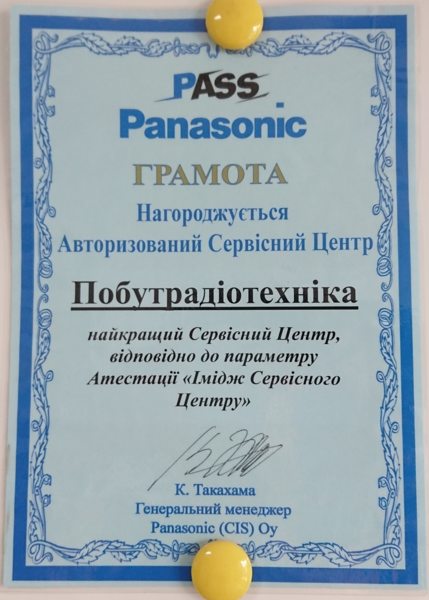 PASS
Panasonic
ГРАМОТА
Нагороджується
Авторизований Сервісний Центр
Побутрадіотехніка
найкращий Сервісний Центр,
відповідно до параметру
Атестації «Імідж Сервісного
Центру»
К. Такахама
Генеральний менеджер
Panasonic (CIS) Oy